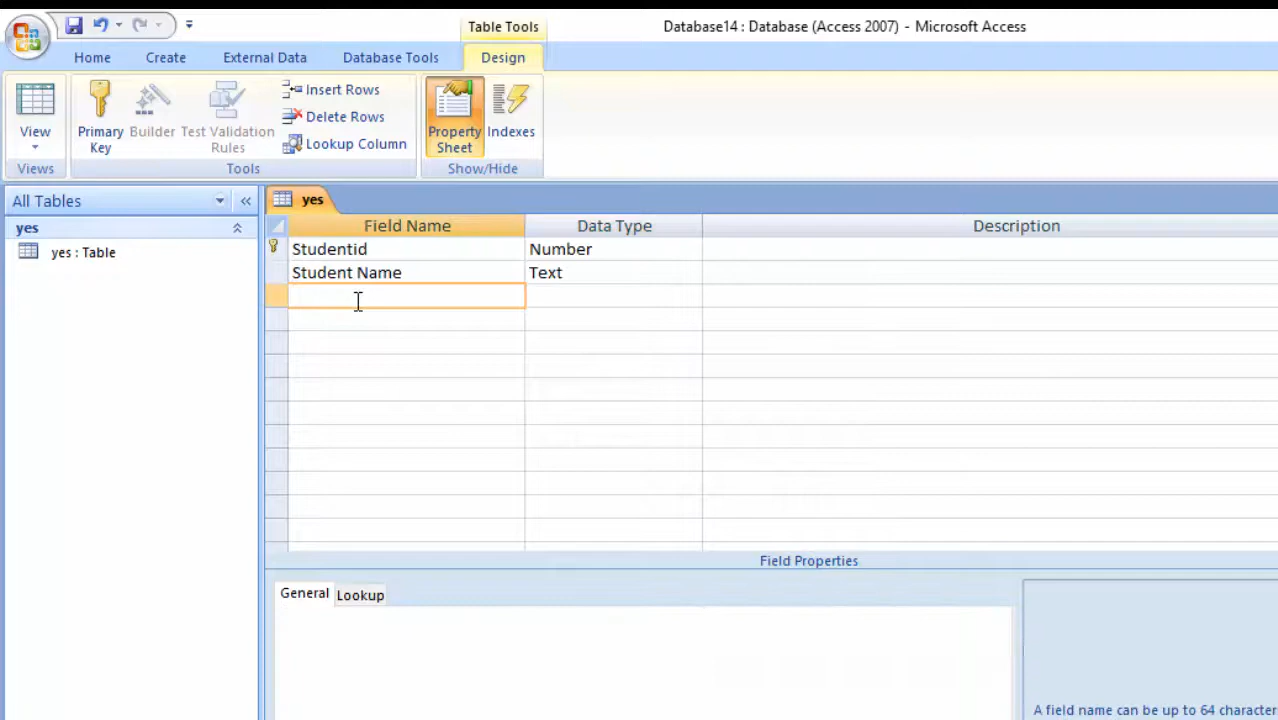 Table Tools
Database14 : Database (Access 2007) - Microsoft Access
Home Create External Data Database Tools Design
View
Primary Key
Builder
Test Validation Rules
Insert Rows
Delete Rows
Lookup Column
Property Sheet
Indexes
Views Tools Show/Hide
All Tables
yes
yes : Table
yes
Field Name Data Type Description
Studentid Number
Student Name Text
Field Properties
General Lookup
A field name can be up to 64 character